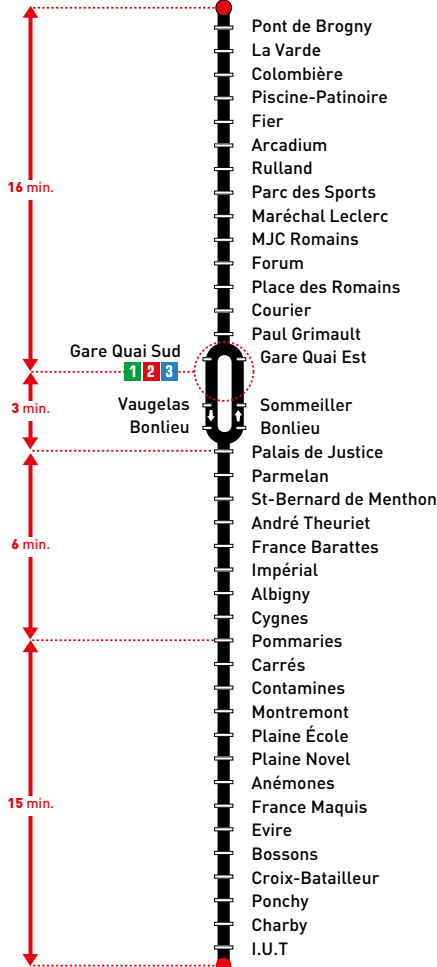 Pont de Brogny
La Varde
Colombière
Piscine-Patinoire
Fier
Arcadium
Rulland
16 min.
Parc des Sports
Maréchal Leclerc
MJC Romains
Forum
Place des Romains
Courier
Paul Grimault
Gare Quai Sud
Gare Quai Est
1 2 3
3 min.
Vaugelas
Sommeiller
Bonlieu
Bonlieu
Palais de Justice
Parmelan
St-Bernard de Menthon
André Theuriet
6 min.
France Barattes
Impérial
Albigny
Cygnes
Pommaries
Carrés
Contamines
Montremont
Plaine École
Plaine Novel
Anémones
15 min.
France Maquis
Evire
Bossons
Croix-Batailleur
Ponchy
Charby
I.U.T